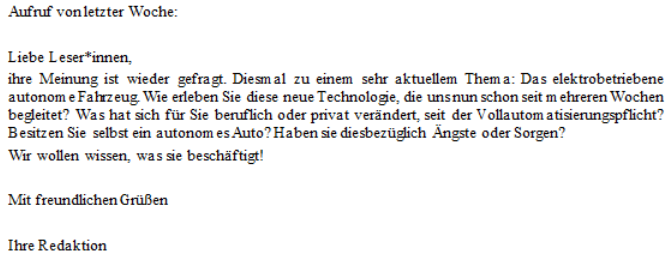 Aufruf von letzter Woche:
Liebe Leser*innen,
ihre Meinung ist wieder gefragt. Diesmal zu einem sehr aktuellem Thema: Das elektrobetriebene
autonome Fahrzeug. Wie erleben Sie diese neue Technologie, die uns nun schon seit mehreren Wochen
begleitet? Was hat sich für Sie beruflich oder privat verändert, seit der Vollautomatisierungspflicht?
Besitzen Sie selbst ein autonomes Auto? Haben sie diesbezüglich Ängste oder Sorgen?
Wir wollen wissen, was sie beschäftigt!
Mit freundlichen Grüßen
Ihre Redaktion